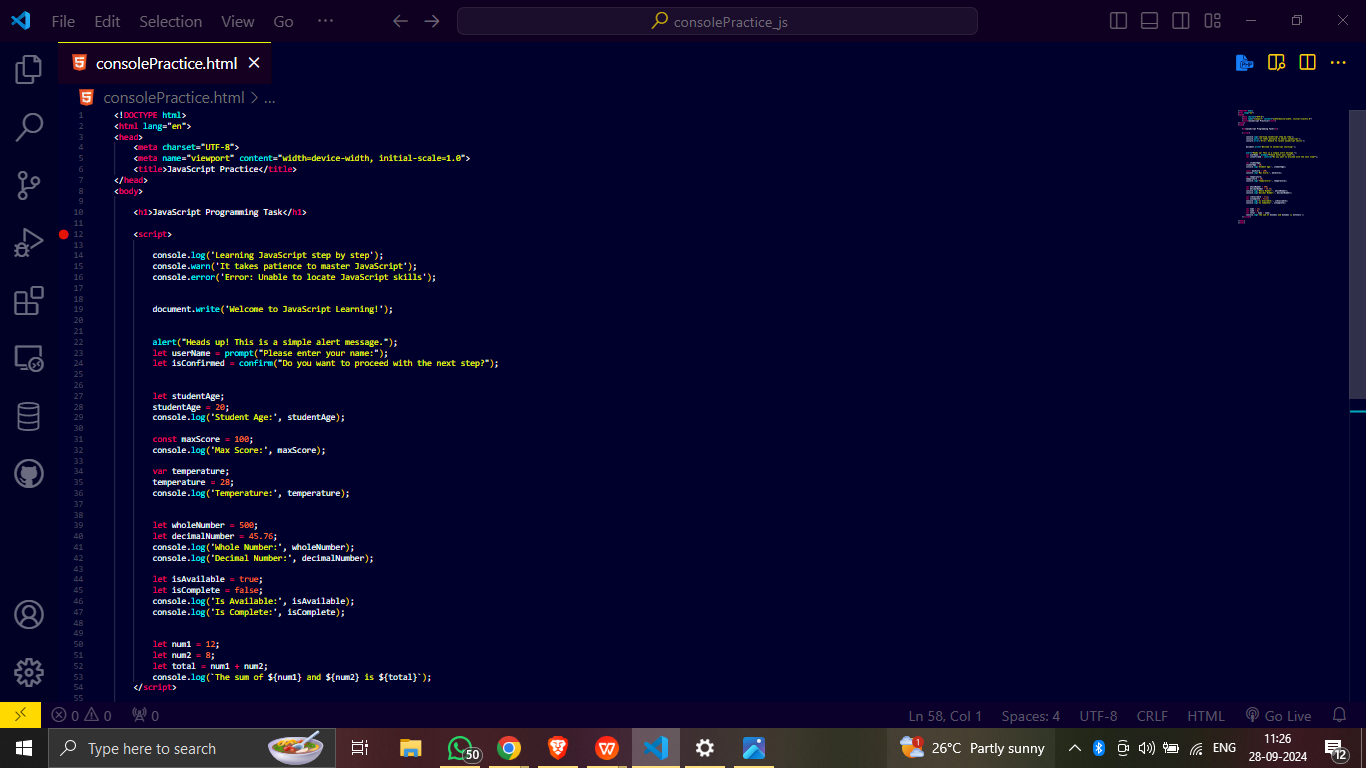 File Edit Selection View Go ··· consolePractice_js
consolePractice.html
consolePractice.html > ...
1 <!DOCTYPE html>
2 <html lang="en">
3 <head>
4 <meta charset="UTF-8">
5 <meta name="viewport" content="width=device-width, initial-scale=1.0">
6 <title>JavaScript Practice</title>
7 </head>
8 <body>
9
10 <h1>JavaScript Programming Task</h1>
11
12 <script>
13
14 console.log('Learning JavaScript step by step');
15 console.warn('It takes patience to master JavaScript');
16 console.error('Error: Unable to locate JavaScript skills');
17
18
19 document.write('Welcome to JavaScript Learning!');
20
21
22 alert("Heads up! This is a simple alert message.");
23 let userName = prompt("Please enter your name:");
24 let isConfirmed = confirm("Do you want to proceed with the next step?");
25
26
27 let studentAge;
28 studentAge = 20;
29 console.log('Student Age:', studentAge);
30
31 const maxScore = 100;
32 console.log('Max Score:', maxScore);
33
34 var temperature;
35 temperature = 28;
36 console.log('Temperature:', temperature);
37
38
39 let wholeNumber = 500;
40 let decimalNumber = 45.76;
41 console.log('Whole Number:', wholeNumber);
42 console.log('Decimal Number:', decimalNumber);
43
44 let isAvailable = true;
45 let isComplete = false;
46 console.log('Is Available:', isAvailable);
47 console.log('Is Complete:', isComplete);
48
49
50 let num1 = 12;
51 let num2 = 8;
52 let total = num1 + num2;
53 console.log(`The sum of ${num1} and ${num2} is ${total}`);
54 </script>
55
0 0 0 Ln 58, Col 1 Spaces: 4 UTF-8 CRLF HTML Go Live
Type here to search 50 1 26°C Partly sunny ENG 11:26
28-09-2024 12